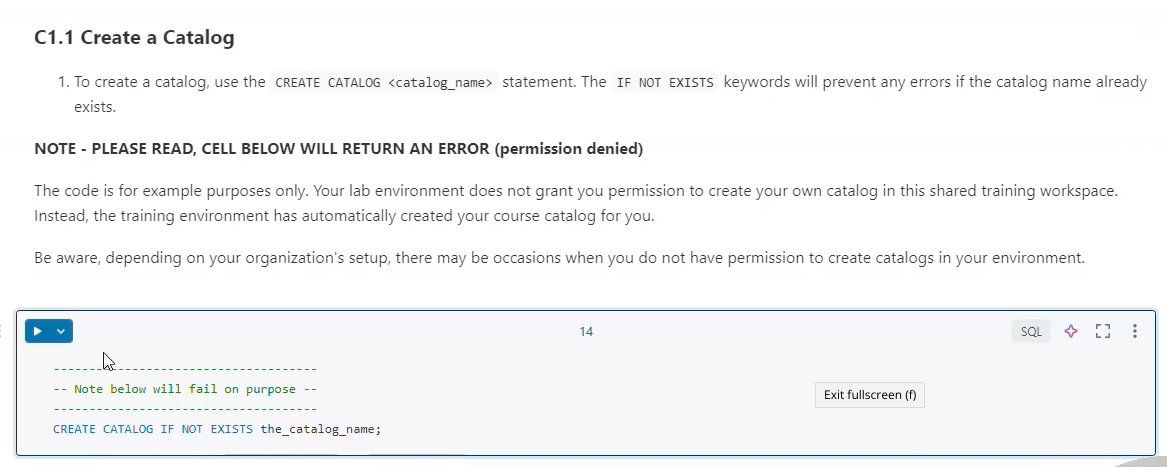 C1.1 Create a Catalog
1. To create a catalog, use the CREATE CATALOG <catalog_name> statement. The IF NOT EXISTS keywords will prevent any errors if the catalog name already
exists.
NOTE - PLEASE READ, CELL BELOW WILL RETURN AN ERROR (permission denied)
The code is for example purposes only. Your lab environment does not grant you permission to create your own catalog in this shared training workspace.
Instead, the training environment has automatically created your course catalog for you.
Be aware, depending on your organization's setup, there may be occasions when you do not have permission to create catalogs in your environment.
14
SQL
-----------------------------------
-- Note below will fail on purpose --
-----------------------------------
Exit fullscreen (f)
CREATE CATALOG IF NOT EXISTS the_catalog_name;